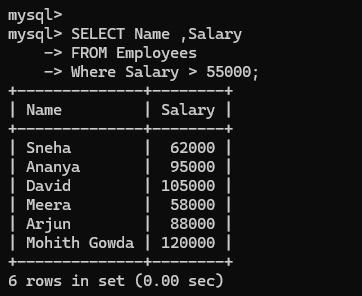 mysql>
mysql> SELECT Name ,Salary
    -> FROM Employees
    -> Where Salary > 55000;
+--------------+--------+
| Name         | Salary |
+--------------+--------+
| Sneha        |  62000 |
| Ananya       |  95000 |
| David        | 105000 |
| Meera        |  58000 |
| Arjun        |  88000 |
| Mohith Gowda | 120000 |
+--------------+--------+
6 rows in set (0.00 sec)